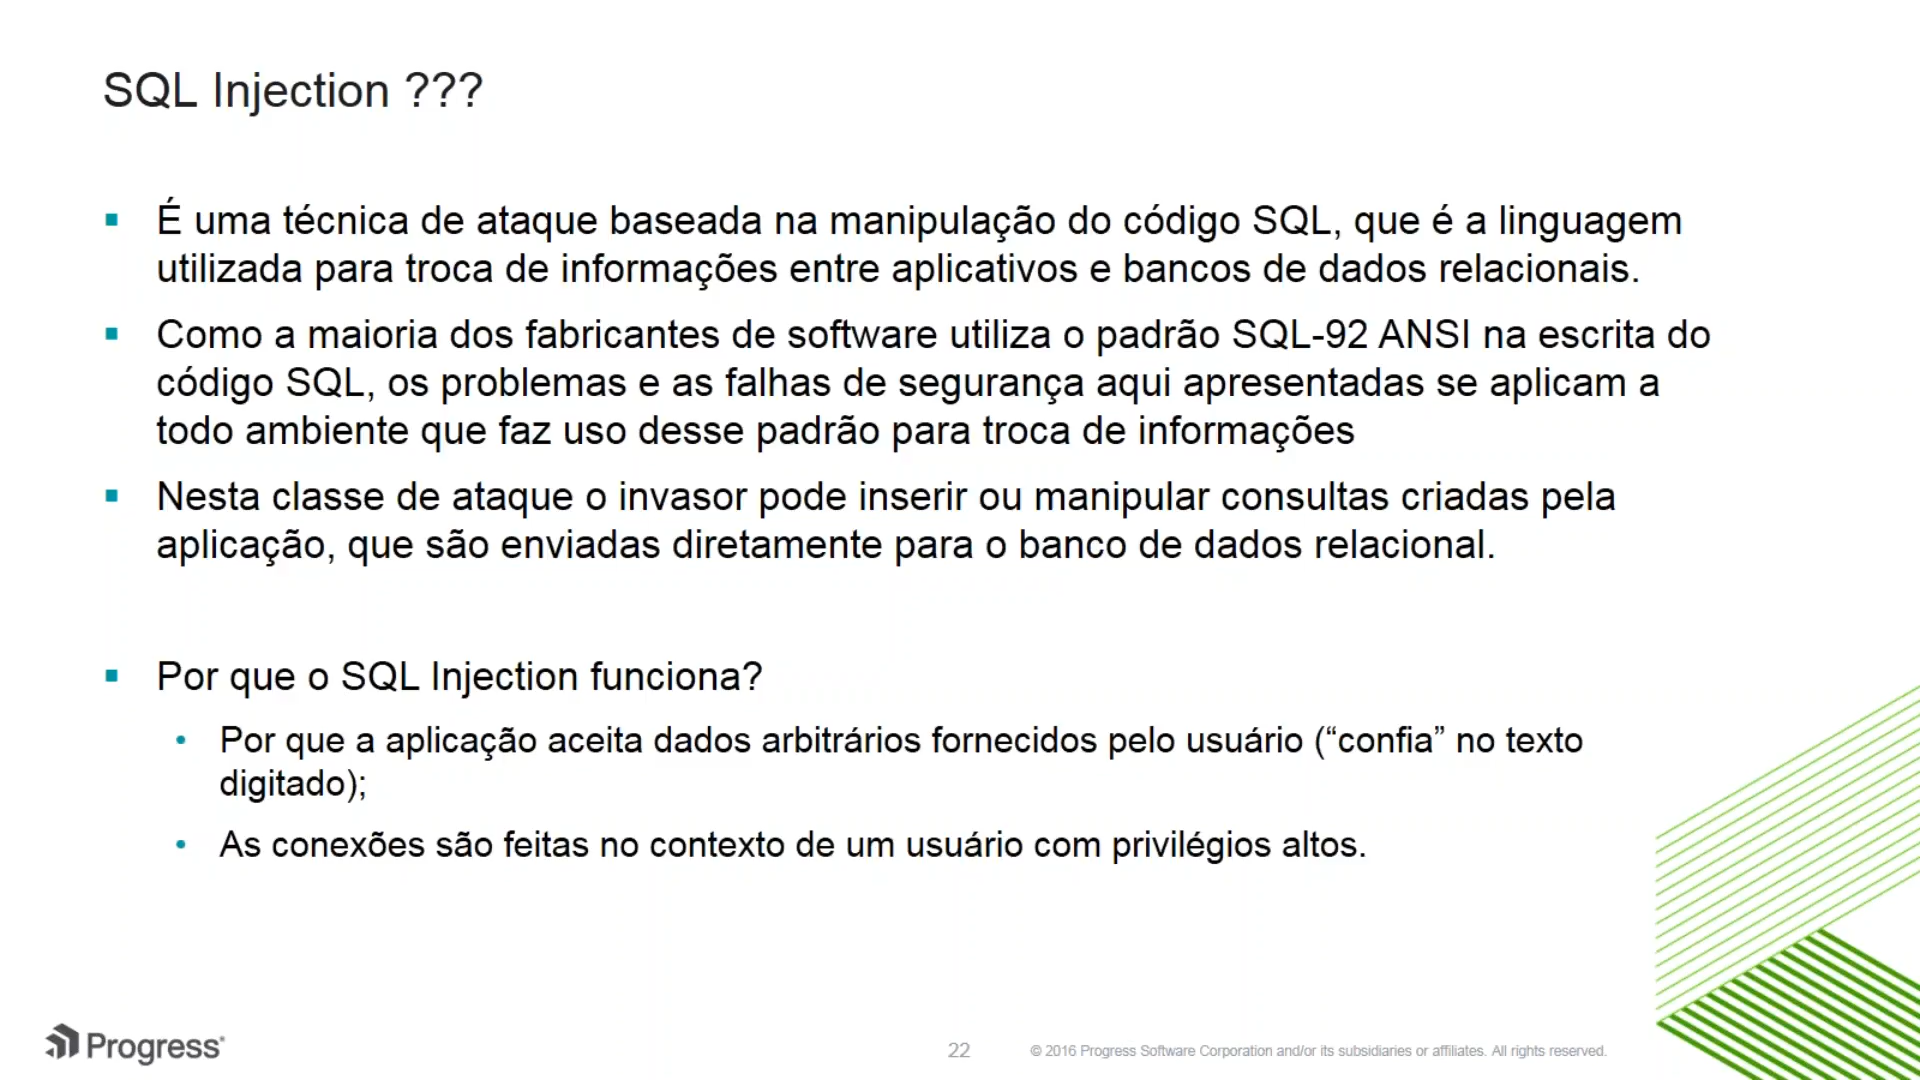 SQL Injection ???
É uma técnica de ataque baseada na manipulação do código SQL, que é a linguagem
utilizada para troca de informações entre aplicativos e bancos de dados relacionais.
Como a maioria dos fabricantes de software utiliza o padrão SQL-92 ANSI na escrita do
código SQL, os problemas e as falhas de segurança aqui apresentadas se aplicam a
todo ambiente que faz uso desse padrão para troca de informações
Nesta classe de ataque o invasor pode inserir ou manipular consultas criadas pela
aplicação, que são enviadas diretamente para o banco de dados relacional.
Por que o SQL Injection funciona?
Por que a aplicação aceita dados arbitrários fornecidos pelo usuário (“confia” no texto
digitado);
As conexões são feitas no contexto de um usuário com privilégios altos.
Progress
22
© 2016 Progress Software Corporation and/or its subsidiaries or affiliates. All rights reserved.